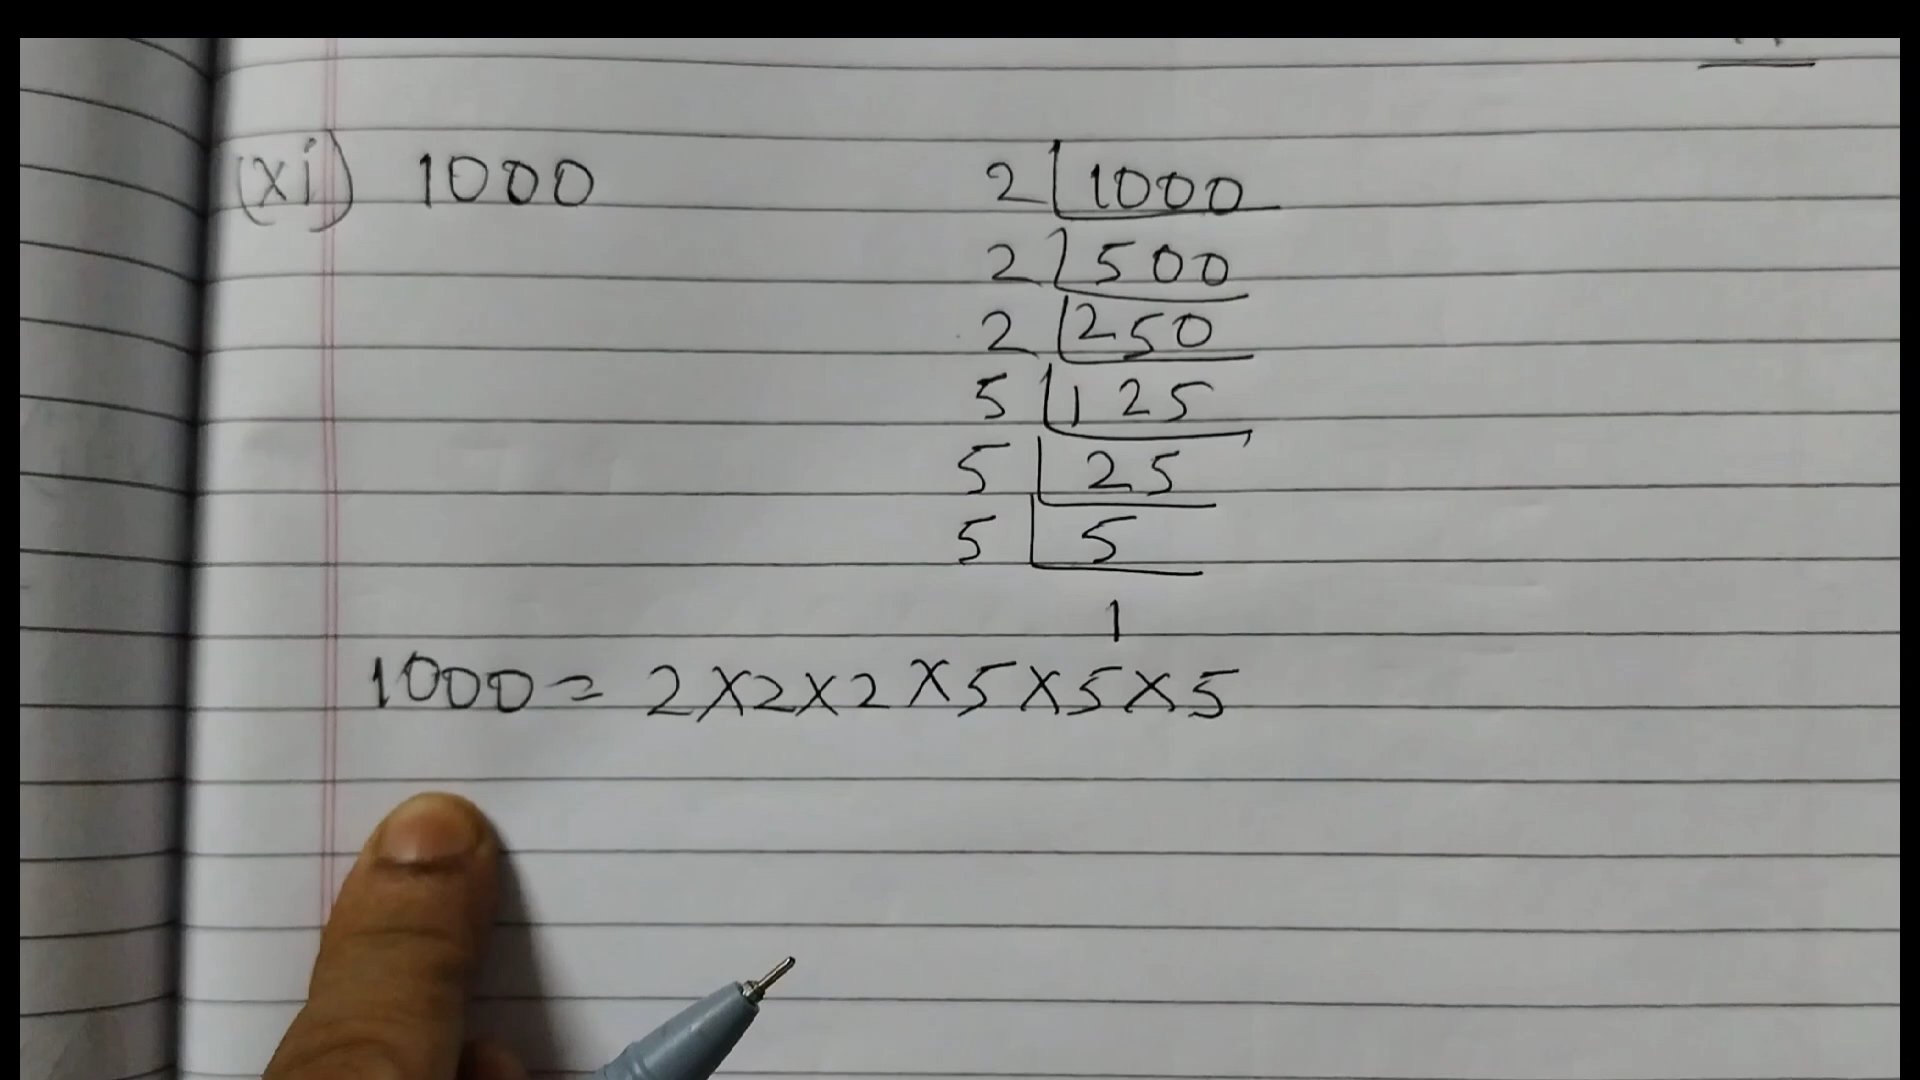 (xi) 1000
2 | 1000
2 | 500
2 | 250
5 | 125
5 | 25
5 | 5
1
1000 = 2×2×2×5×5×5